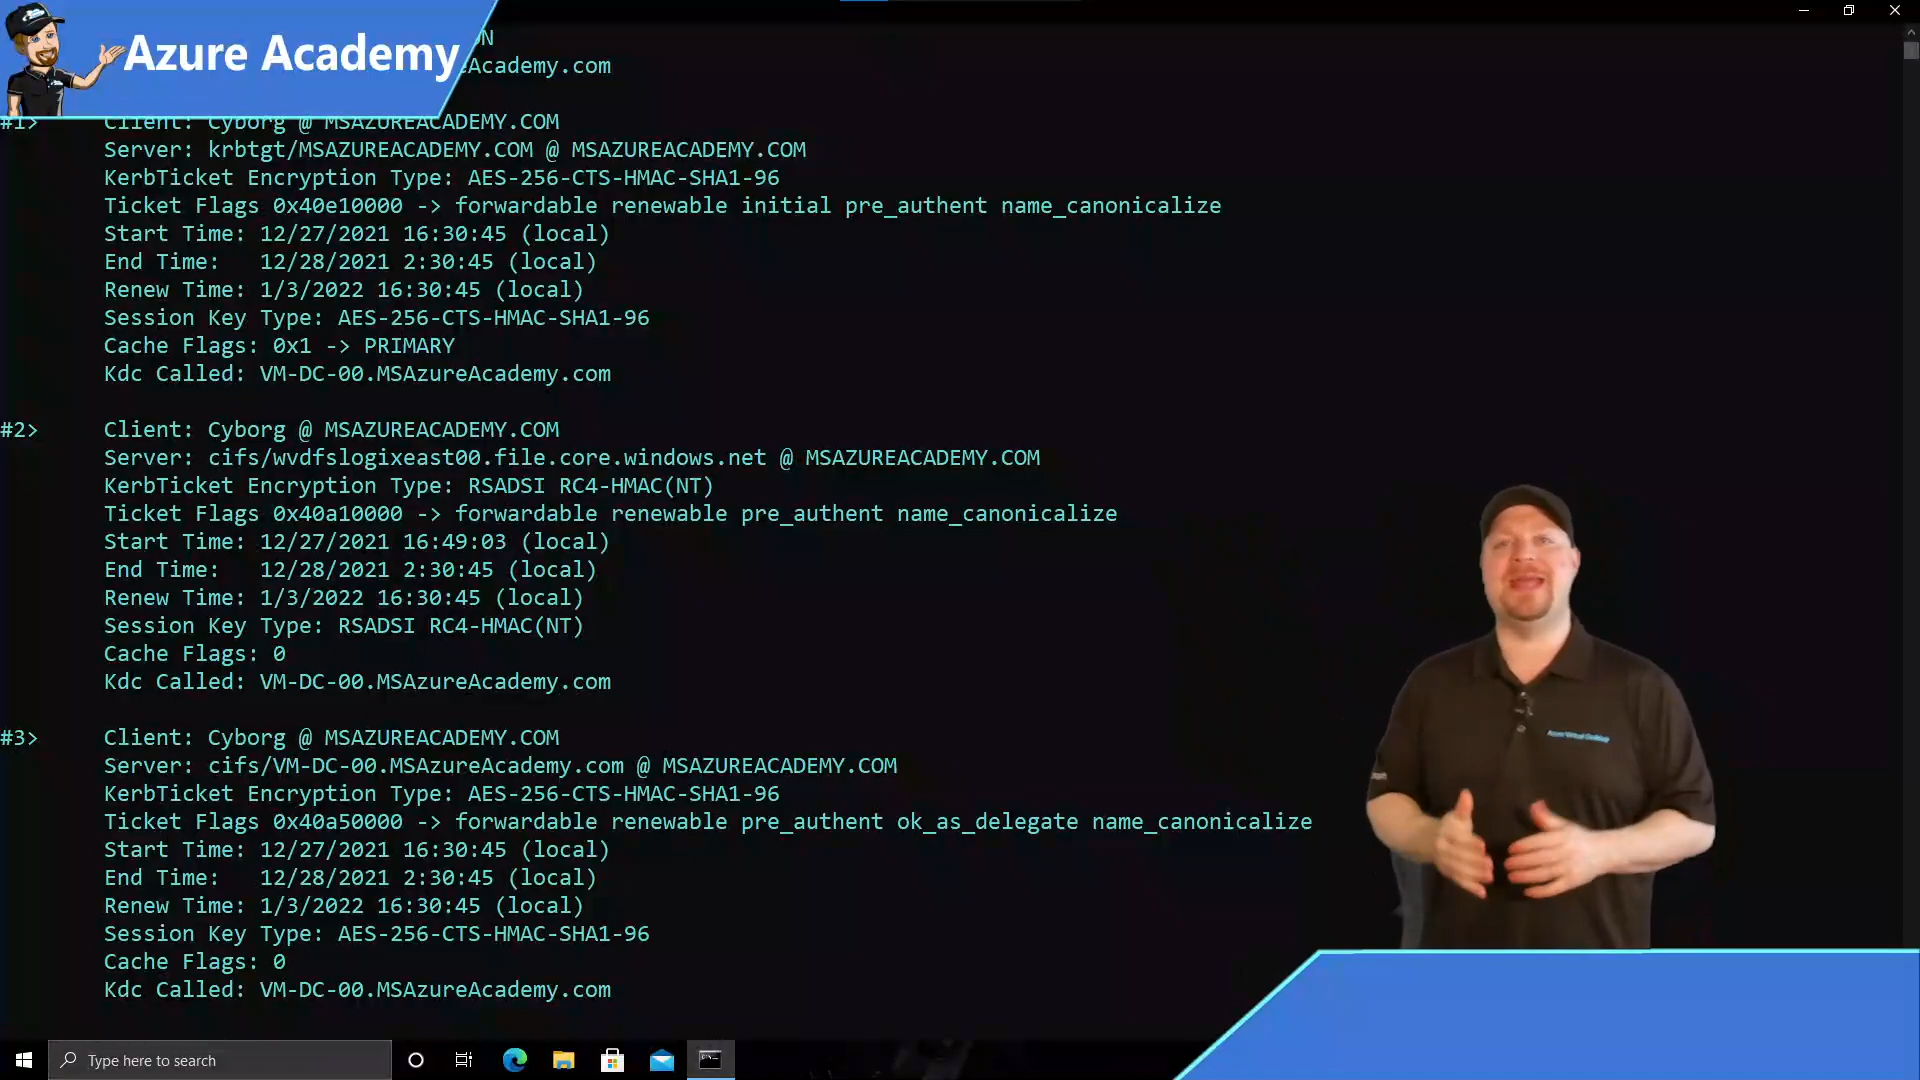 Azure Academy
ON
eAcademy.com
#1> Client: Cyborg @ MSAZUREACADEMY.COM
Server: krbtgt/MSAZUREACADEMY.COM @ MSAZUREACADEMY.COM
KerbTicket Encryption Type: AES-256-CTS-HMAC-SHA1-96
Ticket Flags 0x40e10000 -> forwardable renewable initial pre_authent name_canonicalize
Start Time: 12/27/2021 16:30:45 (local)
End Time: 12/28/2021 2:30:45 (local)
Renew Time: 1/3/2022 16:30:45 (local)
Session Key Type: AES-256-CTS-HMAC-SHA1-96
Cache Flags: 0x1 -> PRIMARY
Kdc Called: VM-DC-00.MSAzureAcademy.com
#2> Client: Cyborg @ MSAZUREACADEMY.COM
Server: cifs/wvdfslogixeast00.file.core.windows.net @ MSAZUREACADEMY.COM
KerbTicket Encryption Type: RSADSI RC4-HMAC(NT)
Ticket Flags 0x40a10000 -> forwardable renewable pre_authent name_canonicalize
Start Time: 12/27/2021 16:49:03 (local)
End Time: 12/28/2021 2:30:45 (local)
Renew Time: 1/3/2022 16:30:45 (local)
Session Key Type: RSADSI RC4-HMAC(NT)
Cache Flags: 0
Kdc Called: VM-DC-00.MSAzureAcademy.com
#3> Client: Cyborg @ MSAZUREACADEMY.COM
Server: cifs/VM-DC-00.MSAzureAcademy.com @ MSAZUREACADEMY.COM
KerbTicket Encryption Type: AES-256-CTS-HMAC-SHA1-96
Ticket Flags 0x40a50000 -> forwardable renewable pre_authent ok_as_delegate name_canonicalize
Start Time: 12/27/2021 16:30:45 (local)
End Time: 12/28/2021 2:30:45 (local)
Renew Time: 1/3/2022 16:30:45 (local)
Session Key Type: AES-256-CTS-HMAC-SHA1-96
Cache Flags: 0
Kdc Called: VM-DC-00.MSAzureAcademy.com
Azure Virtual Desktop
Type here to search